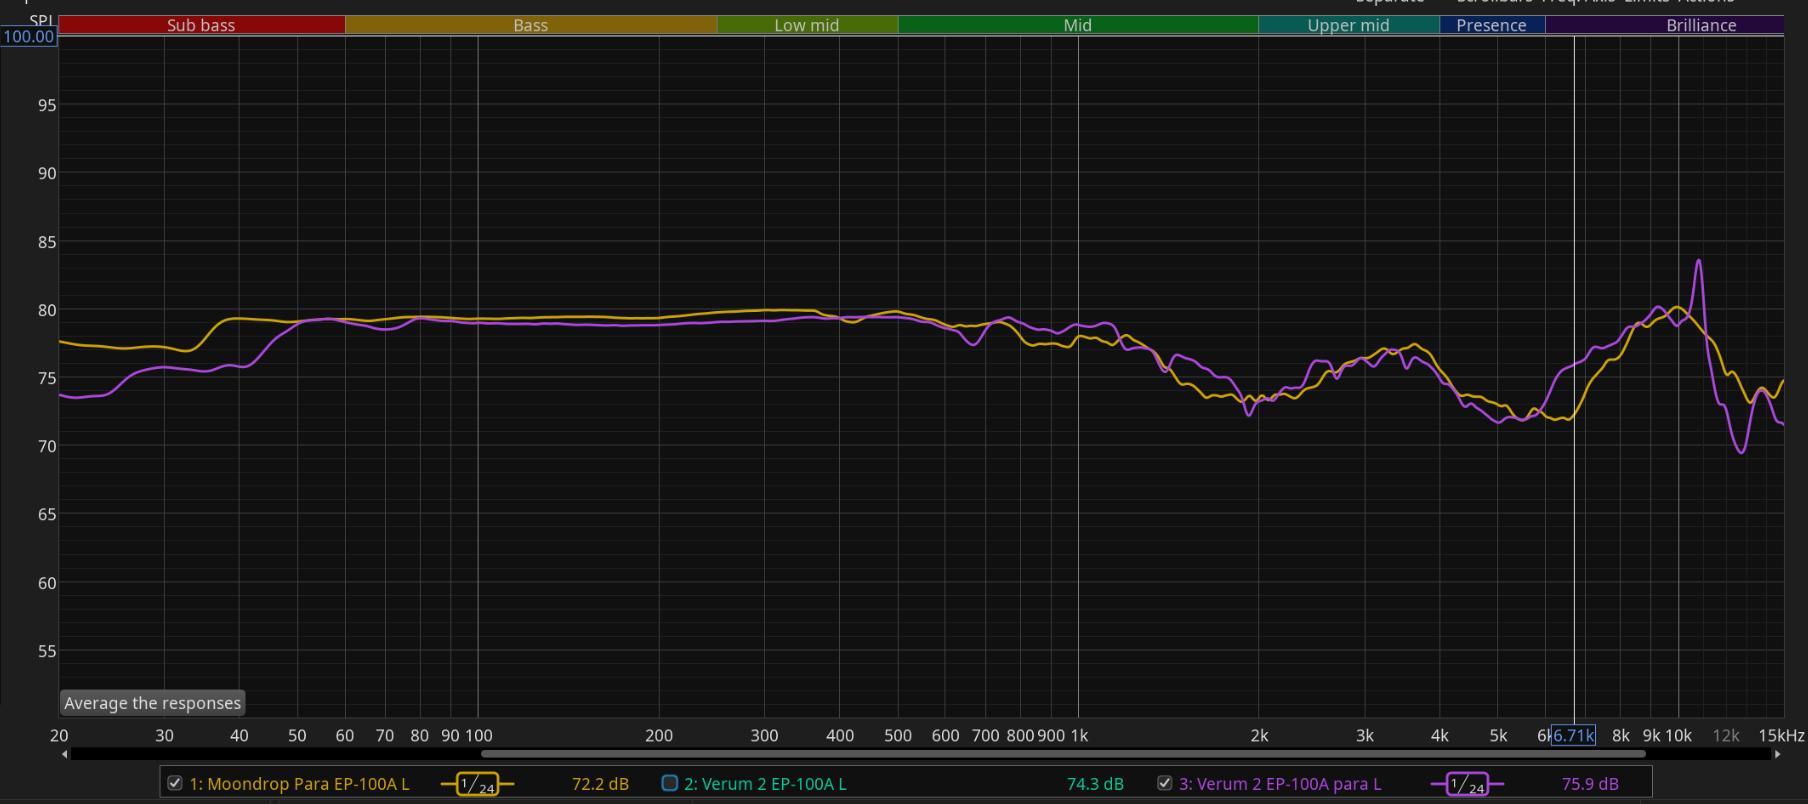 SPL
100.00
Sub bass Bass Low mid Mid Upper mid Presence Brilliance
95
90
85
80
75
70
65
60
55
Average the responses
20 30 40 50 60 70 80 90 100 200 300 400 500 600 700 800 900 1k 2k 3k 4k 5k 6k 6.71k 8k 9k 10k 12k 15kHz
1: Moondrop Para EP-100A L 1/24 72.2 dB 2: Verum 2 EP-100A L 74.3 dB 3: Verum 2 EP-100A para L 1/24 75.9 dB